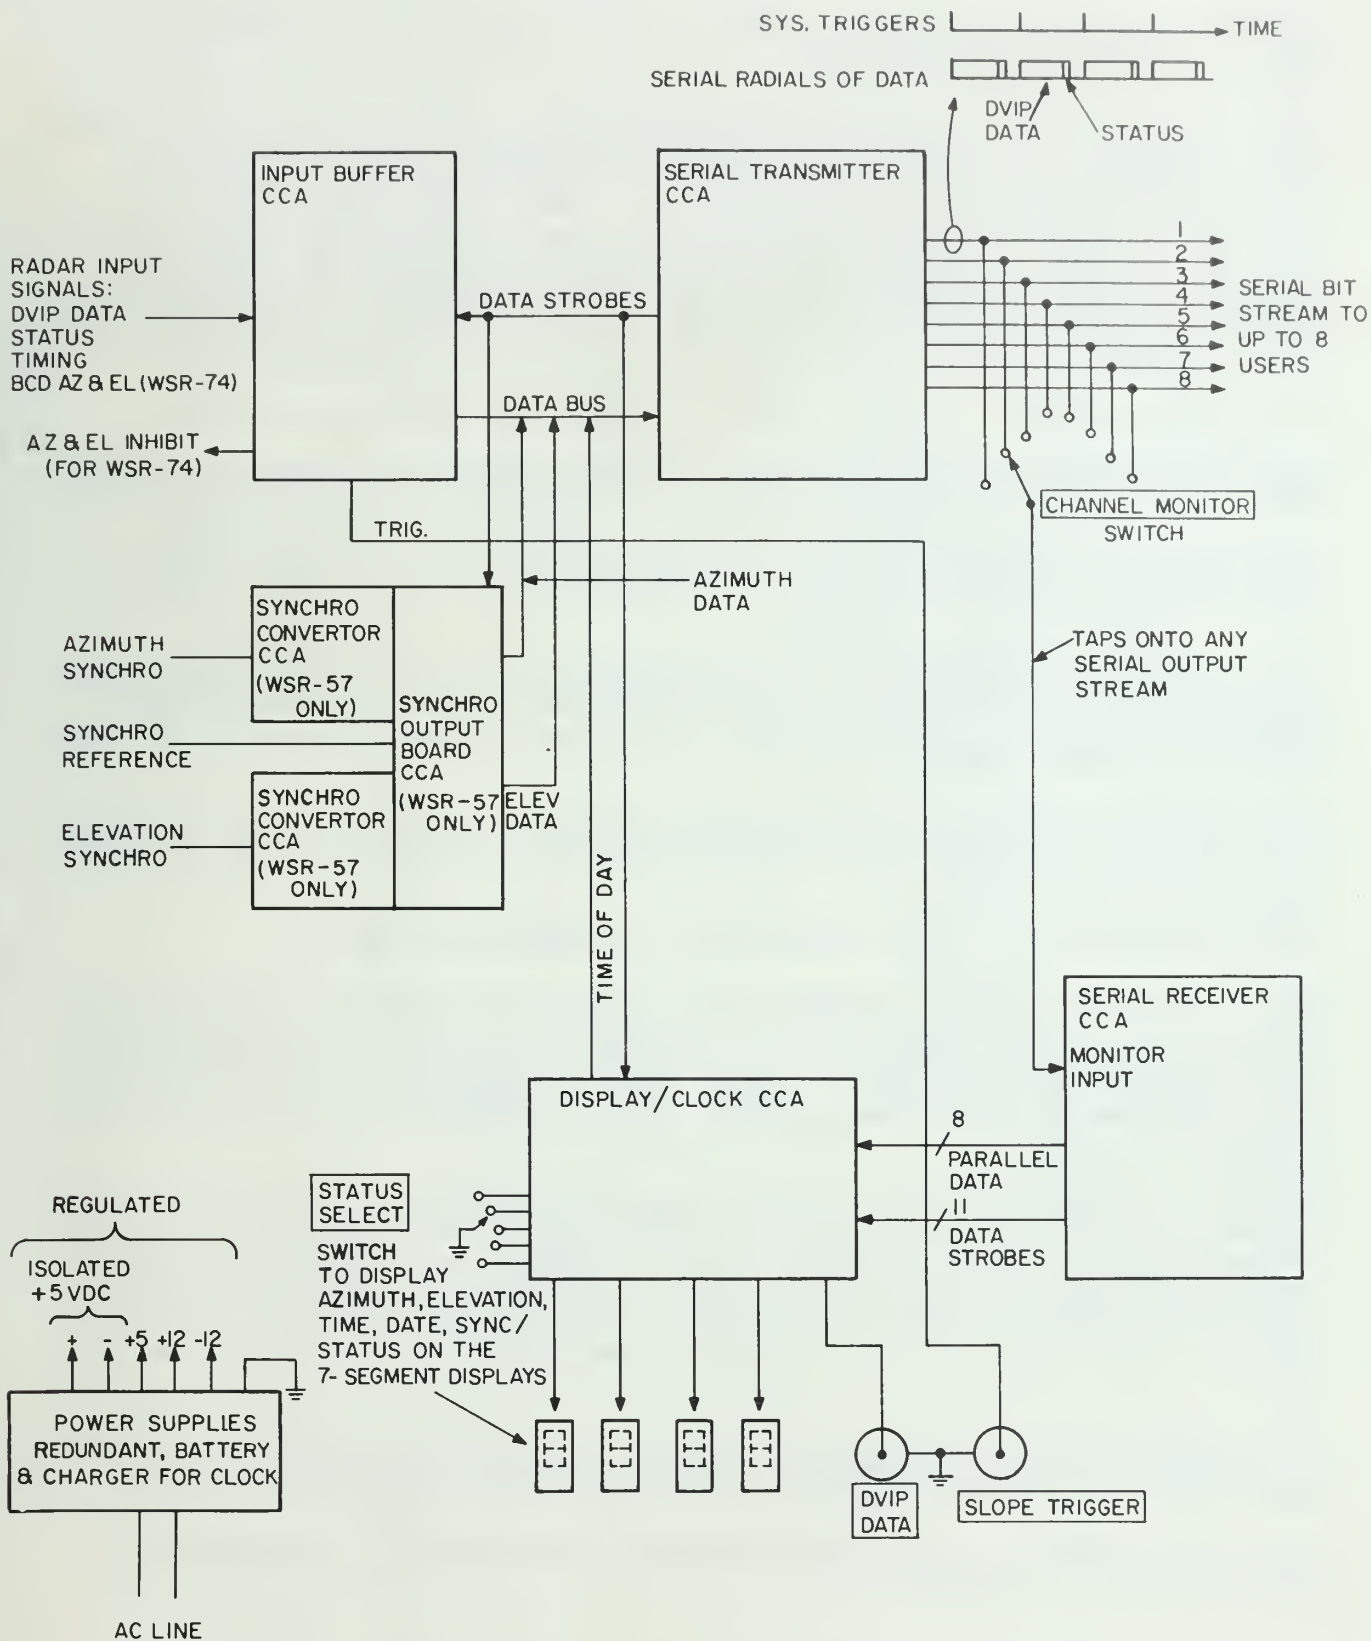 SYS. TRIGGERS
TIME
SERIAL RADIALS OF DATA
DVIP
DATA
STATUS
INPUT BUFFER
CCA
SERIAL TRANSMITTER
CCA
RADAR INPUT
SIGNALS:
DVIP DATA
STATUS
TIMING
BCD AZ & EL (WSR-74)
AZ & EL INHIBIT
(FOR WSR-74)
DATA STROBES
DATA BUS
1
2
3
4
5
6
7
8
SERIAL BIT
STREAM TO
UP TO 8
USERS
CHANNEL MONITOR
SWITCH
TRIG.
AZIMUTH
DATA
SYNCHRO
CONVERTOR
CCA
(WSR-57
ONLY)
AZIMUTH
SYNCHRO
SYNCHRO
REFERENCE
SYNCHRO
OUTPUT
BOARD
CCA
(WSR-57
ONLY)
ELEV
DATA
SYNCHRO
CONVERTOR
CCA
(WSR-57
ONLY)
ELEVATION
SYNCHRO
TAPS ONTO ANY
SERIAL OUTPUT
STREAM
TIME OF DAY
SERIAL RECEIVER
CCA
MONITOR
INPUT
DISPLAY/CLOCK CCA
8
PARALLEL
DATA
11
DATA
STROBES
STATUS
SELECT
SWITCH
TO DISPLAY
AZIMUTH, ELEVATION,
TIME, DATE, SYNC/
STATUS ON THE
7-SEGMENT DISPLAYS
REGULATED
ISOLATED
+5VDC
+ - +5 +12 -12
POWER SUPPLIES
REDUNDANT, BATTERY
& CHARGER FOR CLOCK
AC LINE
DVIP
DATA
SLOPE TRIGGER